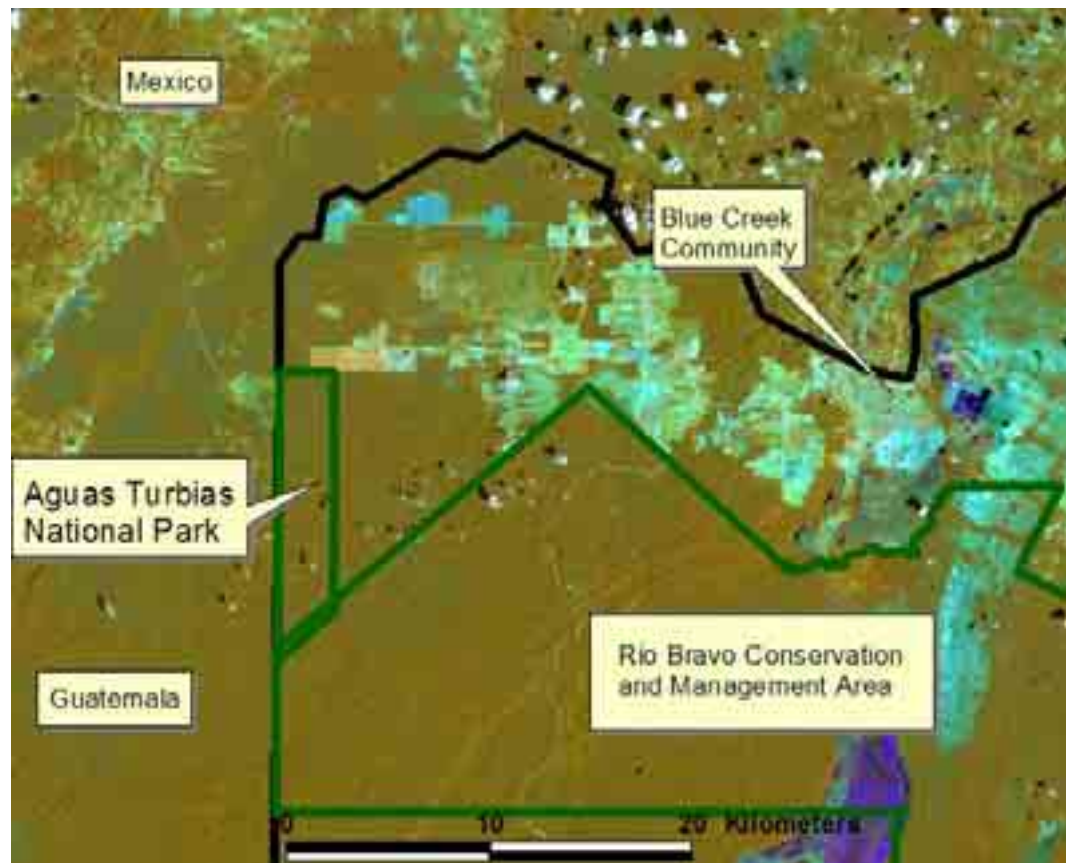 Mexico
Blue Creek
Community
Aguas Turbias
National Park
Rio Bravo Conservation
and Management Area
Guatemala
0 10 20 Kilometers